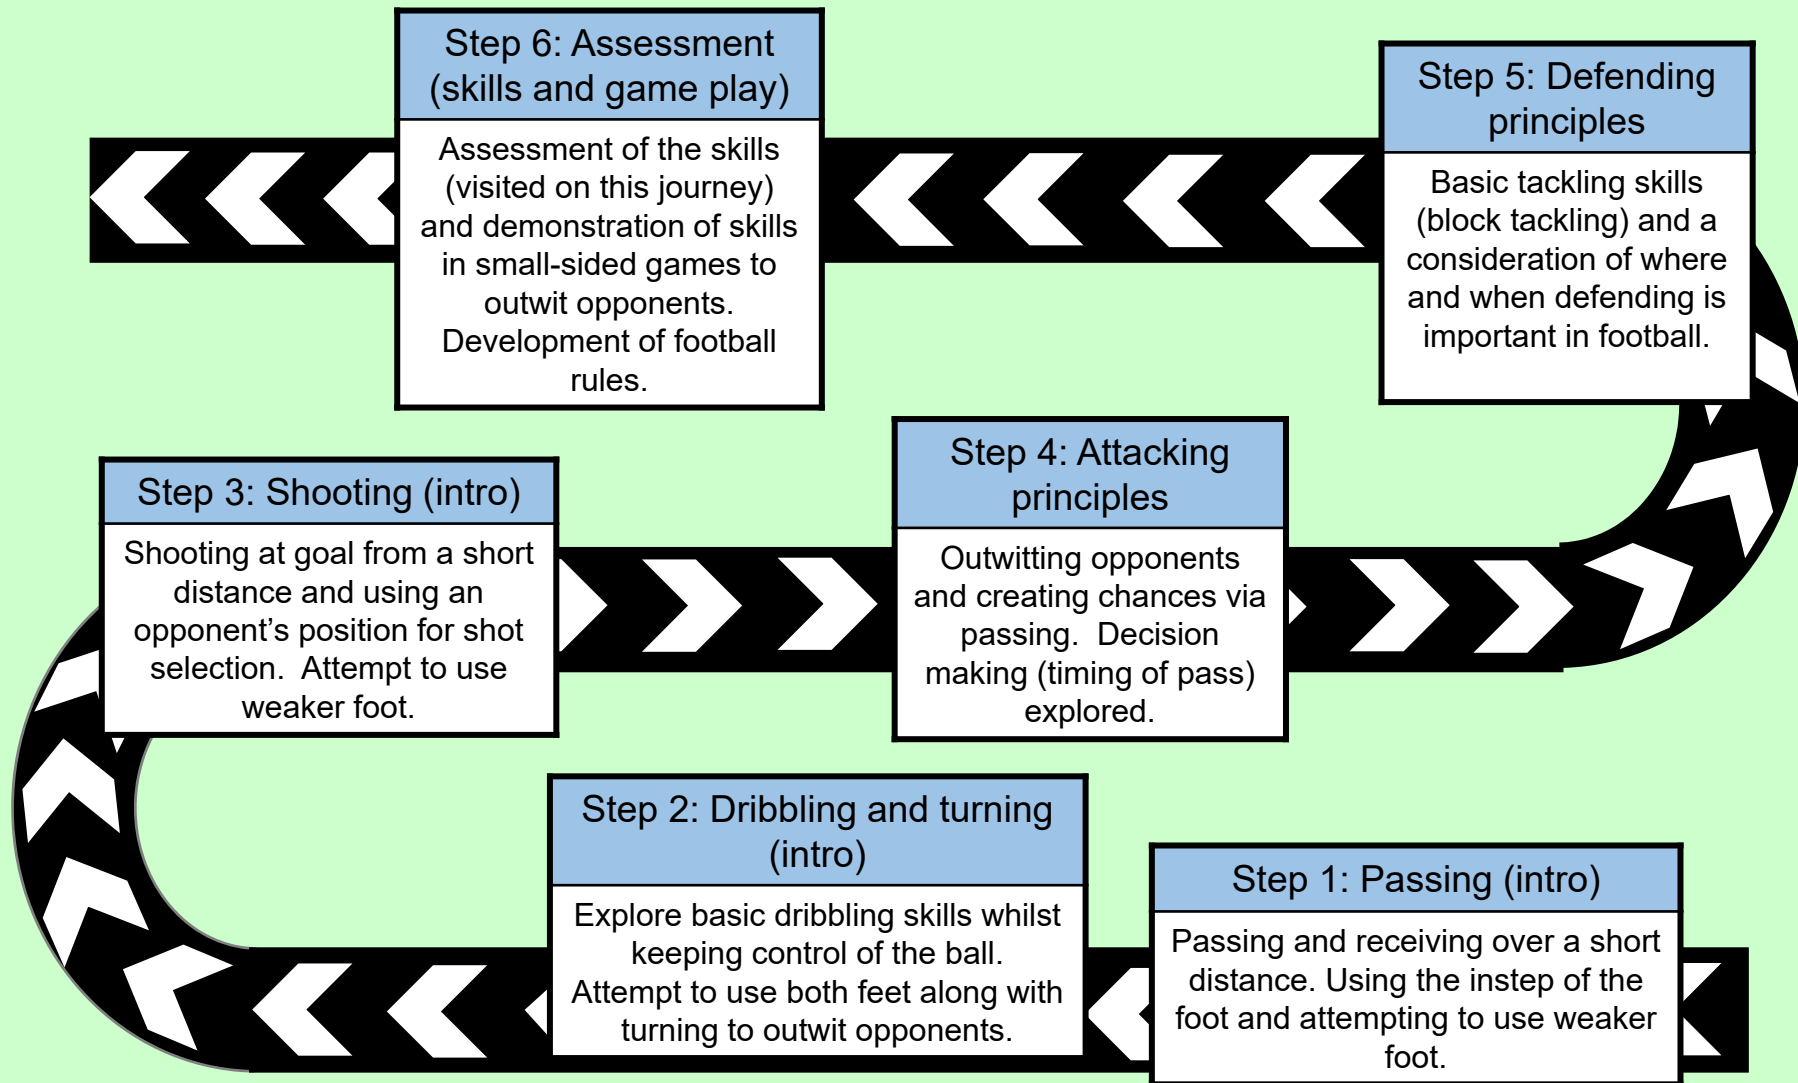 Step 6: Assessment
(skills and game play)
Assessment of the skills
(visited on this journey)
and demonstration of skills
in small-sided games to
outwit opponents.
Development of football
rules.
Step 5: Defending
principles
Basic tackling skills
(block tackling) and a
consideration of where
and when defending is
important in football.
Step 3: Shooting (intro)
Shooting at goal from a short
distance and using an
opponent’s position for shot
selection.  Attempt to use
weaker foot.
Step 4: Attacking
principles
Outwitting opponents
and creating chances via
passing.  Decision
making (timing of pass)
explored.
Step 2: Dribbling and turning
(intro)
Explore basic dribbling skills whilst
keeping control of the ball.
Attempt to use both feet along with
turning to outwit opponents.
Step 1: Passing (intro)
Passing and receiving over a short
distance. Using the instep of the
foot and attempting to use weaker
foot.